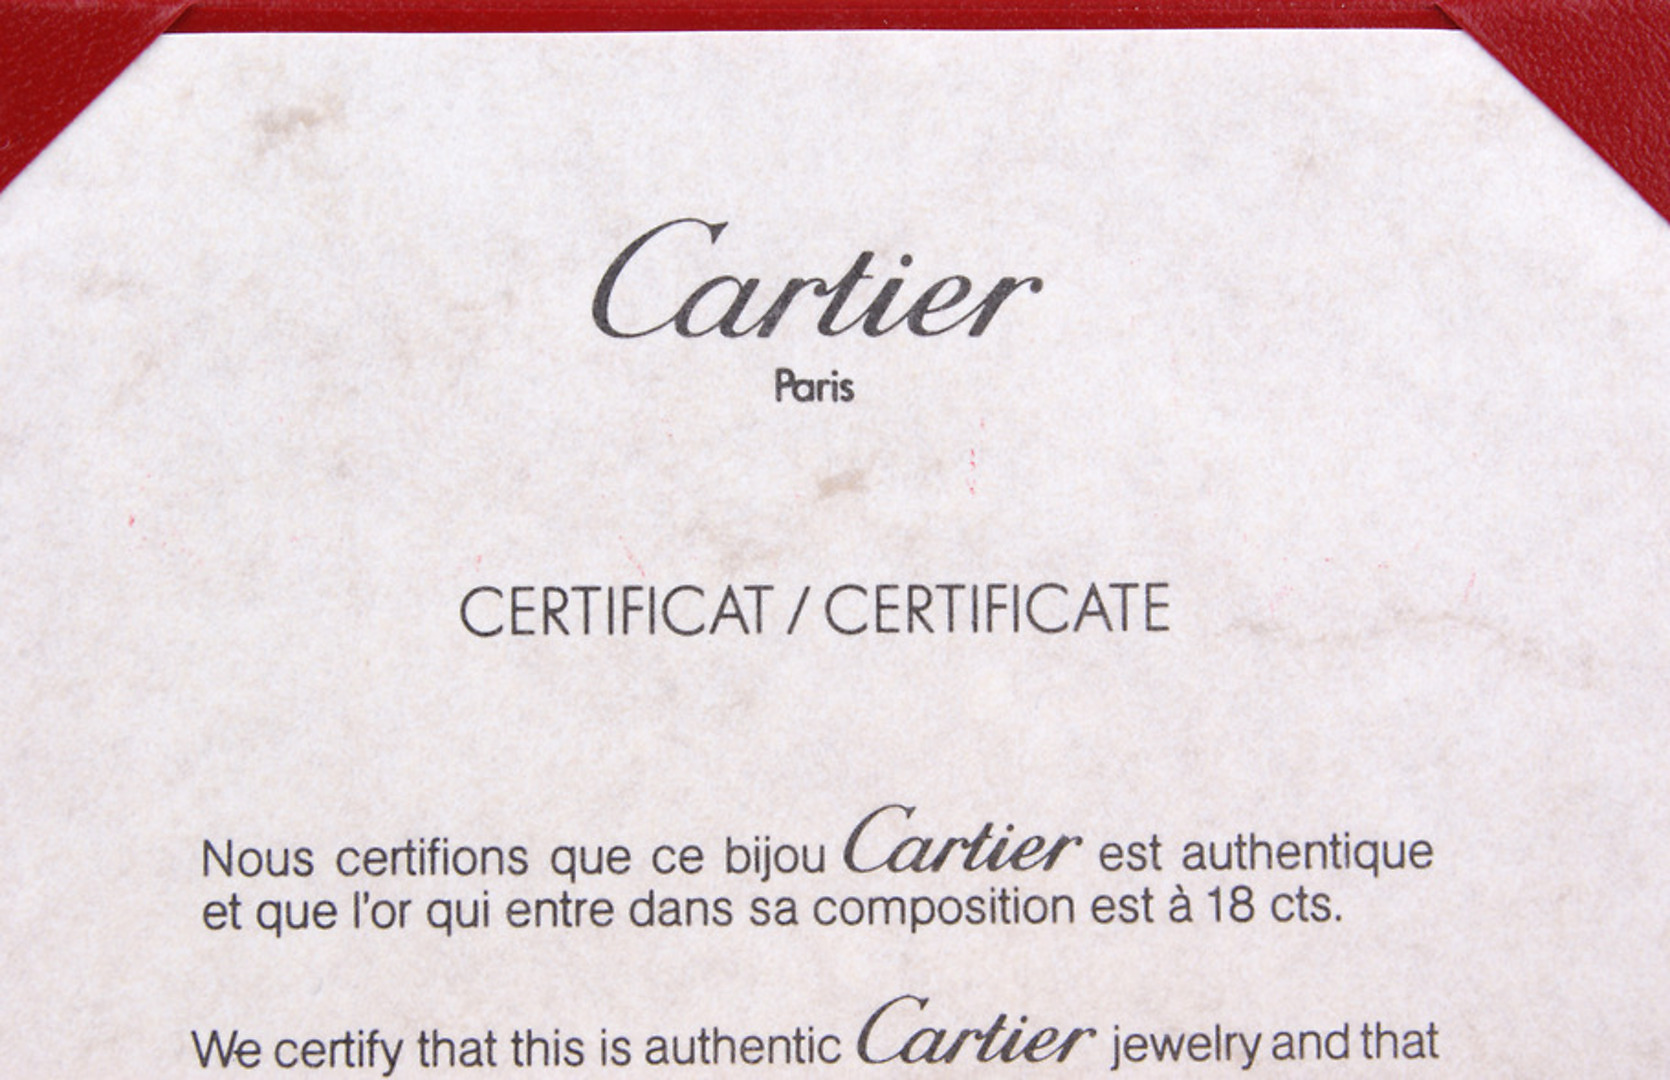 Cartier
Paris
CERTIFICAT / CERTIFICATE
Nous certifions que ce bijou Cartier est authentique
et que l'or qui entre dans sa composition est à 18 cts.
We certify that this is authentic Cartier jewelry and that